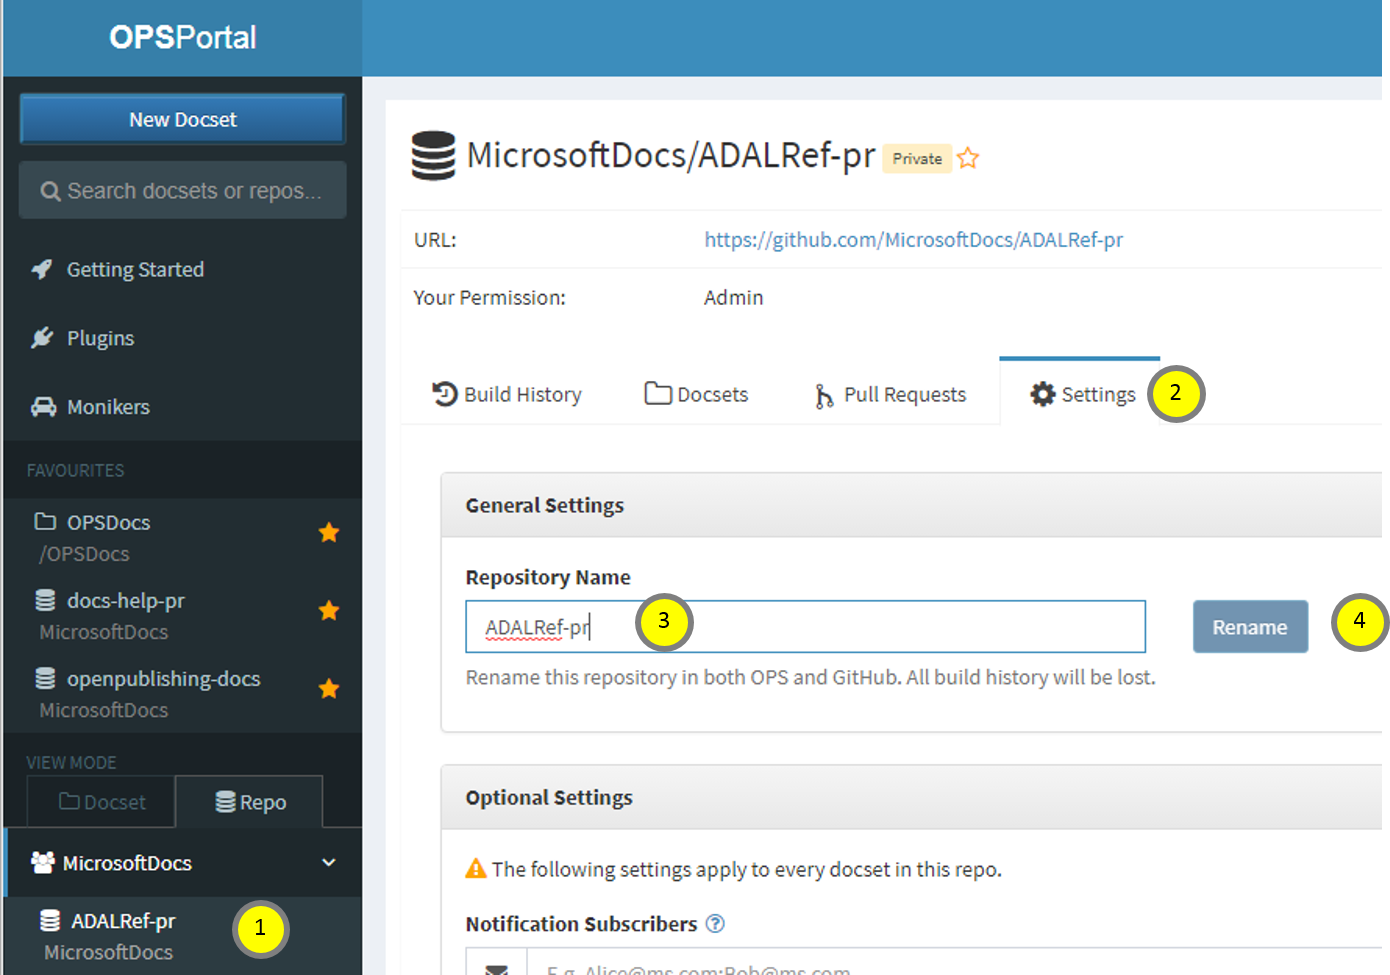 OPSPortal
New Docset
Search docsets or repos...
Getting Started
Plugins
Monikers
FAVOURITES
OPSDocs
/OPSDocs
docs-help-pr
MicrosoftDocs
openpublishing-docs
MicrosoftDocs
VIEW MODE
Docset Repo
MicrosoftDocs
ADALRef-pr 1
MicrosoftDocs
MicrosoftDocs/ADALRef-pr Private
URL: https://github.com/MicrosoftDocs/ADALRef-pr
Your Permission: Admin
Build History Docsets Pull Requests Settings 2
General Settings
Repository Name
ADALRef-pr 3 Rename 4
Rename this repository in both OPS and GitHub. All build history will be lost.
Optional Settings
The following settings apply to every docset in this repo.
Notification Subscribers ?
E.g. Alice@ms.com;Bob@ms.com